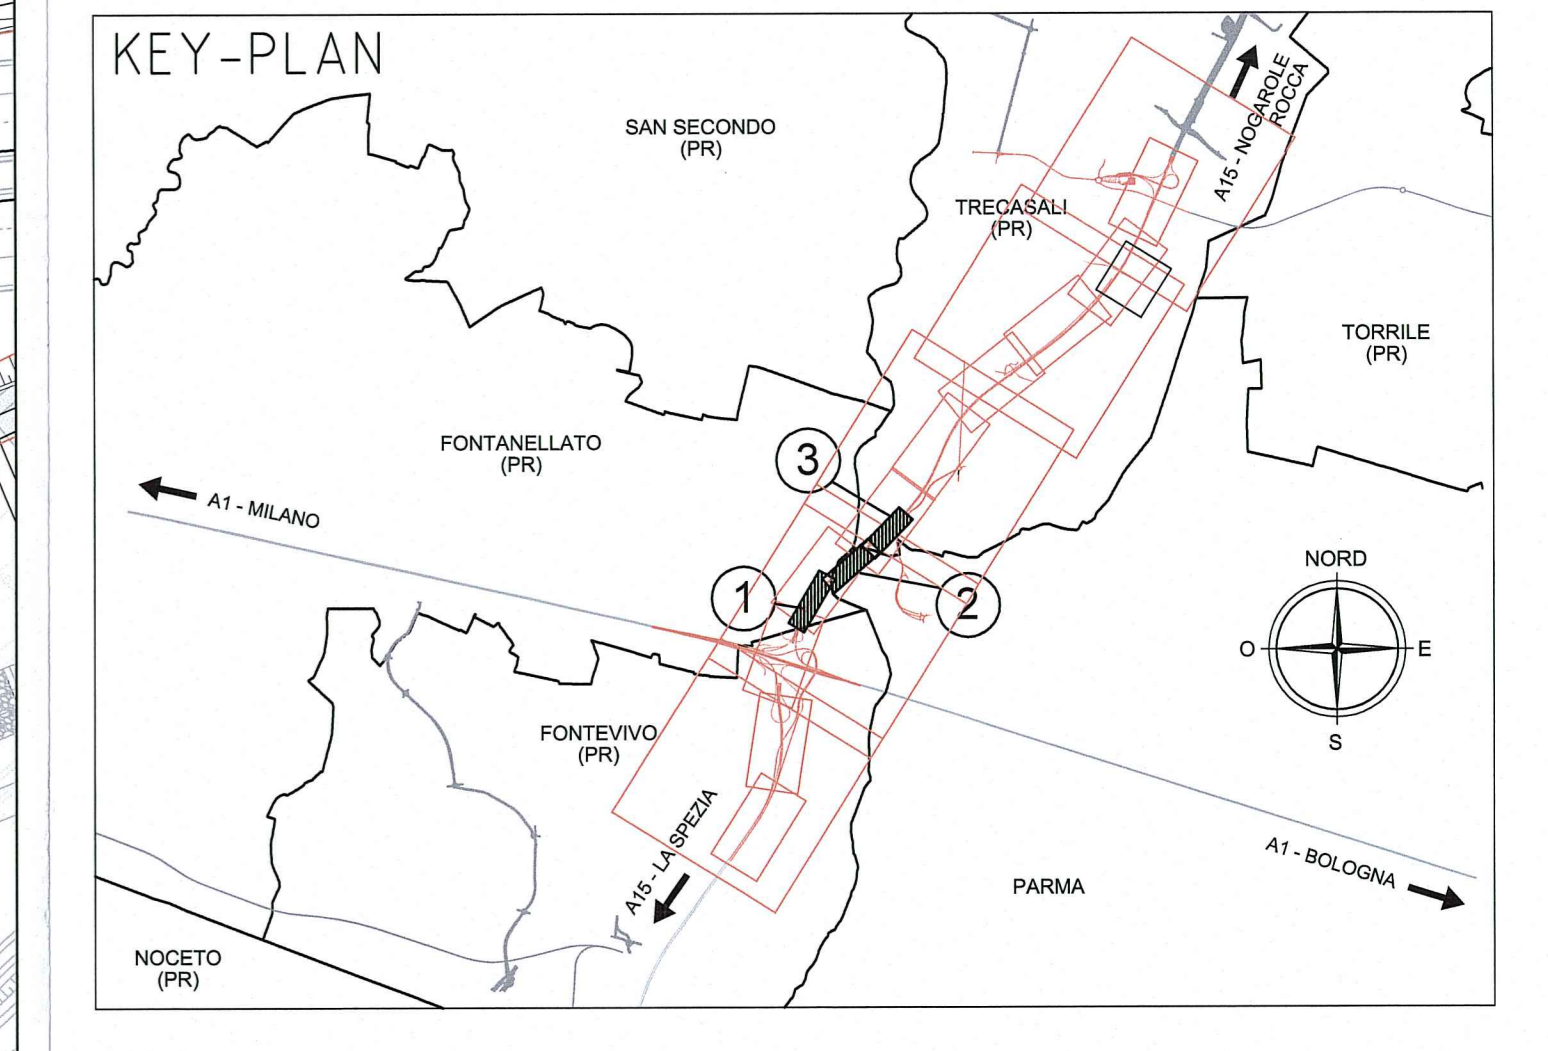 KEY-PLAN
SAN SECONDO
(PR)
A15 - NOGAROLE
ROCCA
TRECASALI
(PR)
TORRILE
(PR)
FONTANELLATO
(PR)
3
A1 - MILANO
1
2
NORD
O
E
S
FONTEVIVO
(PR)
A15 - LA SPEZIA
A1 - BOLOGNA
PARMA
NOCETO
(PR)